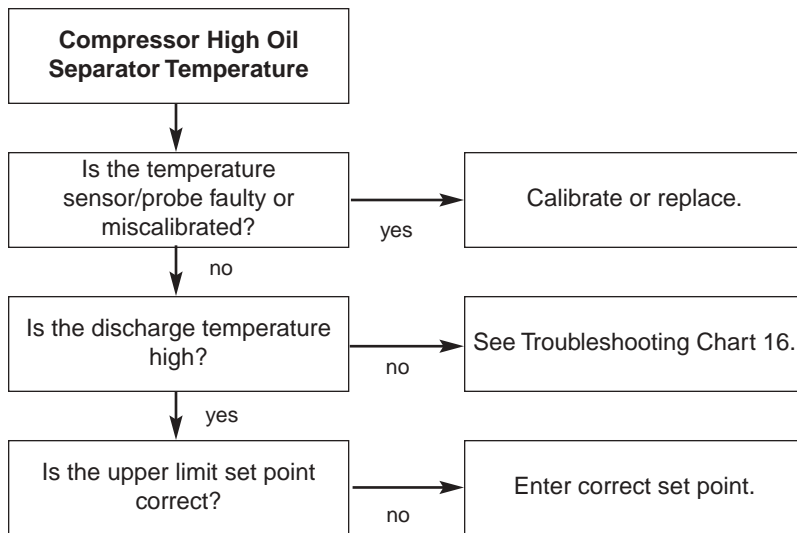 Compressor High Oil
Separator Temperature
Is the temperature
sensor/probe faulty or
miscalibrated?
yes
Calibrate or replace.
no
Is the discharge temperature
high?
no
See Troubleshooting Chart 16.
yes
Is the upper limit set point
correct?
no
Enter correct set point.